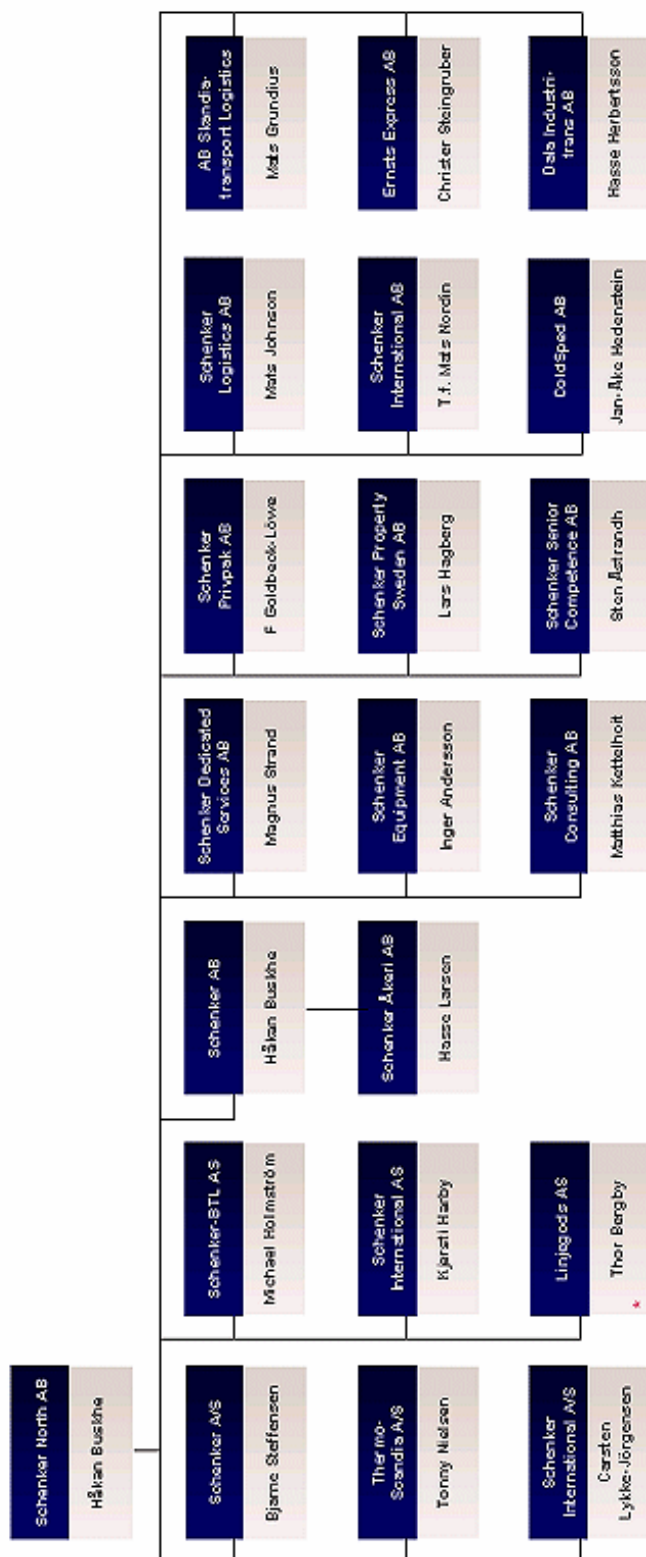 Schenker North AB
Håkan Buskhe
Schenker A/S
Bjarne Steffensen
Thermo-
Scandia A/S
Tonny Nielsen
Schenker
International A/S
Carsten
Lykke-Jörgensen
Schenker-BTL AS
Michael Holmström
Schenker
International AS
Kjersti Harby
Linjegods AS
Thor Bergby
*
Schenker AB
Håkan Buskhe
Schenker Åkeri AB
Hasse Larsen
Schenker Dedicated
Services AB
Magnus Strand
Schenker
Equipment AB
Inger Andersson
Schenker
Consulting AB
Matthias Kettelhoit
Schenker
Privpak AB
F Goldbeck-Löwe
Schenker Property
Sweden AB
Lars Hagberg
Schenker Senior
Competence AB
Sten Åstrandh
Schenker
Logistics AB
Mats Johnson
Schenker
International AB
T.f. Mats Nordin
ColdSped AB
Jan-Åke Hedenstein
AB Skandia-
transport Logistics
Mats Grundius
Ernsts Express AB
Christer Steingruber
Dala Industri-
trans AB
Hasse Herbertsson